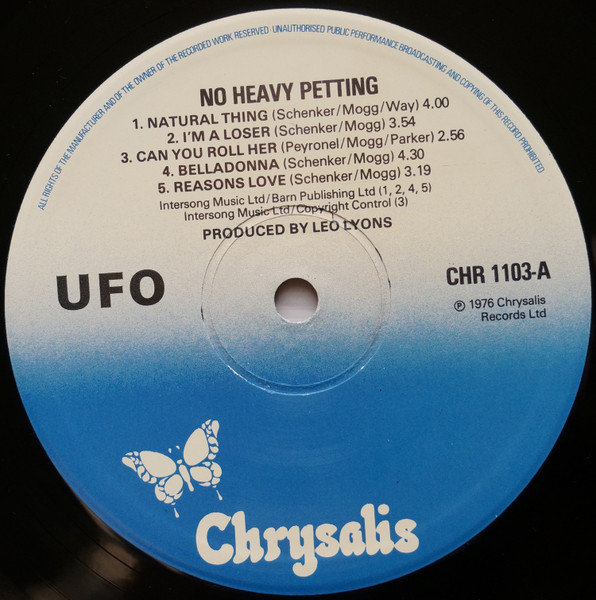 ALL RIGHTS OF THE MANUFACTURER AND OF THE OWNER OF THE RECORDED WORK RESERVED · UNAUTHORISED PUBLIC PERFORMANCE BROADCASTING AND COPYING OF THIS RECORD PROHIBITED
NO HEAVY PETTING
1. NATURAL THING (Schenker/Mogg/Way) 4.00
2. I'M A LOSER (Schenker/Mogg) 3.54
3. CAN YOU ROLL HER (Peyronel/Mogg/Parker) 2.56
4. BELLADONNA (Schenker/Mogg) 4.30
5. REASONS LOVE (Schenker/Mogg) 3.19
Intersong Music Ltd/Barn Publishing Ltd (1, 2, 4, 5)
Intersong Music Ltd/Copyright Control (3)
PRODUCED BY LEO LYONS
UFO
CHR 1103-A
℗ 1976 Chrysalis
Records Ltd
Chrysalis